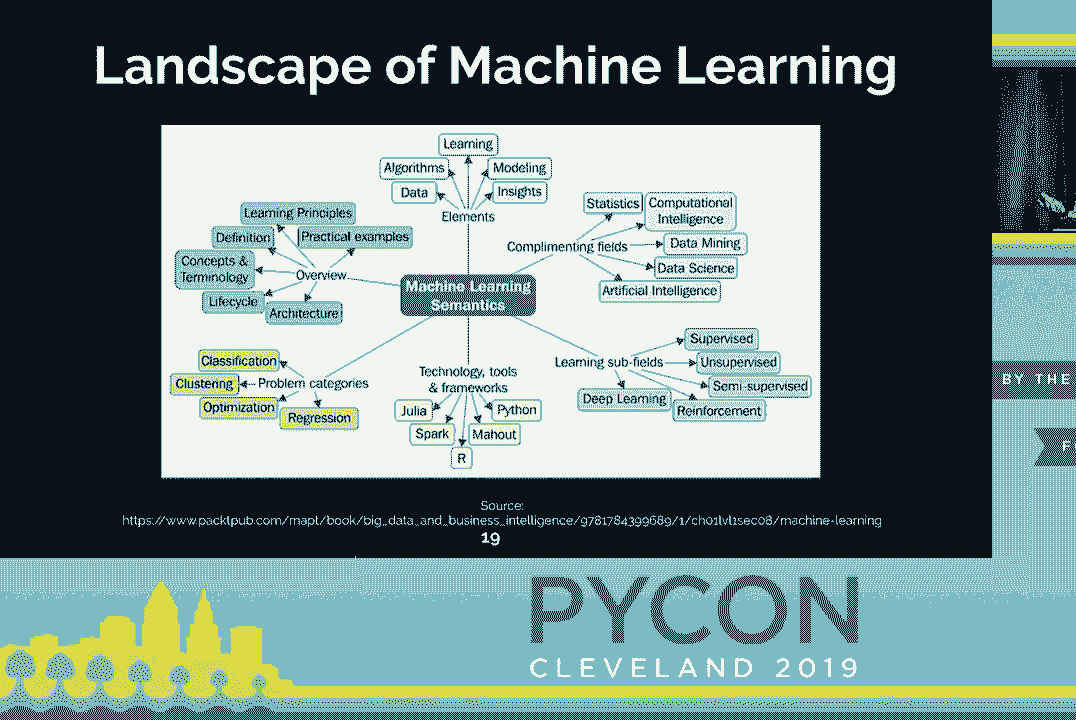 Landscape of Machine Learning
Learning
Algorithms
Modeling
Data
Insights
Elements
Statistics
Computational
Intelligence
Complimenting fields
Data Mining
Data Science
Artificial Intelligence
Learning Principles
Definition
Practical examples
Concepts &
Terminology
Overview
Lifecycle
Architecture
Machine Learning
Semantics
Classification
Clustering
Problem categories
Optimization
Regression
Technology, tools
& frameworks
Julia
Python
Spark
Mahout
R
Learning sub-fields
Supervised
Unsupervised
Semi-supervised
Deep Learning
Reinforcement
Source:
https://www.packtpub.com/mapt/book/big_data_and_business_intelligence/9781784399689/1/ch01lvl1sec08/machine-learning
19
BY THE
PYCON
CLEVELAND 2019